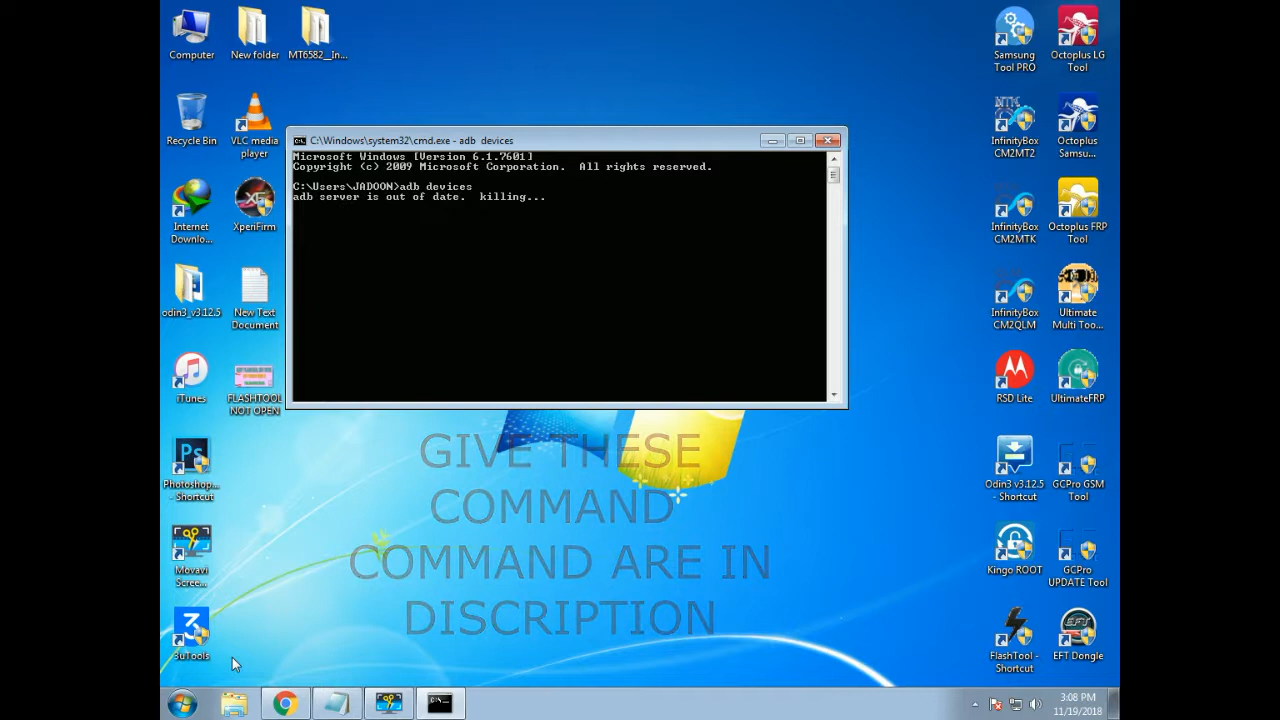 Computer
New folder
MT6582__In...
Samsung
Tool PRO
Octoplus LG
Tool
Recycle Bin
VLC media
player
InfinityBox
CM2MT2
Octoplus
Samsu...
C:\Windows\system32\cmd.exe - adb  devices
Microsoft Windows [Version 6.1.7601]
Copyright (c) 2009 Microsoft Corporation.  All rights reserved.
C:\Users\JADOON>adb devices
adb server is out of date.  killing...
Internet
Downlo...
XpenFirm
InfinityBox
CM2MTK
Octoplus FRP
Tool
odin3_v3.12.5
New Text
Document
InfinityBox
CM2QLM
Ultimate
Multi Too...
iTunes
FLASHTOOL
NOT OPEN
RSD Lite
UltimateFRP
GIVE THESE
COMMAND
COMMAND ARE IN
DISCRIPTION
Photoshop...
- Shortcut
Odin3 v3.12.5
- Shortcut
GCPro GSM
Tool
Movavi
Scree...
Kingo ROOT
GCPro
UPDATE Tool
3uTools
FlashTool -
Shortcut
EFT Dongle
3:08 PM
11/19/2018